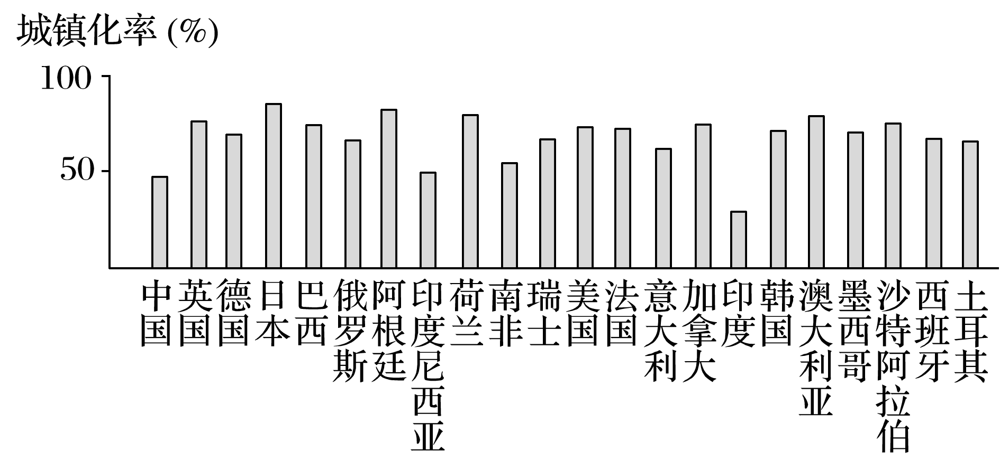 城镇化率 (%)
100
50
中国
英国
德国
日本
巴西
俄罗斯
阿根廷
印度尼西亚
荷兰
南非
瑞士
美国
法国
意大利
加拿大
印度
韩国
澳大利亚
墨西哥
沙特阿拉伯
西班牙
土耳其